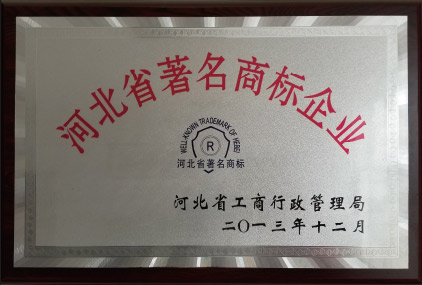 河北省著名商标企业
WELL-KNOWN TRADEMARK OF HEBEI
R
河北省著名商标
河北省工商行政管理局
二〇一三年十二月